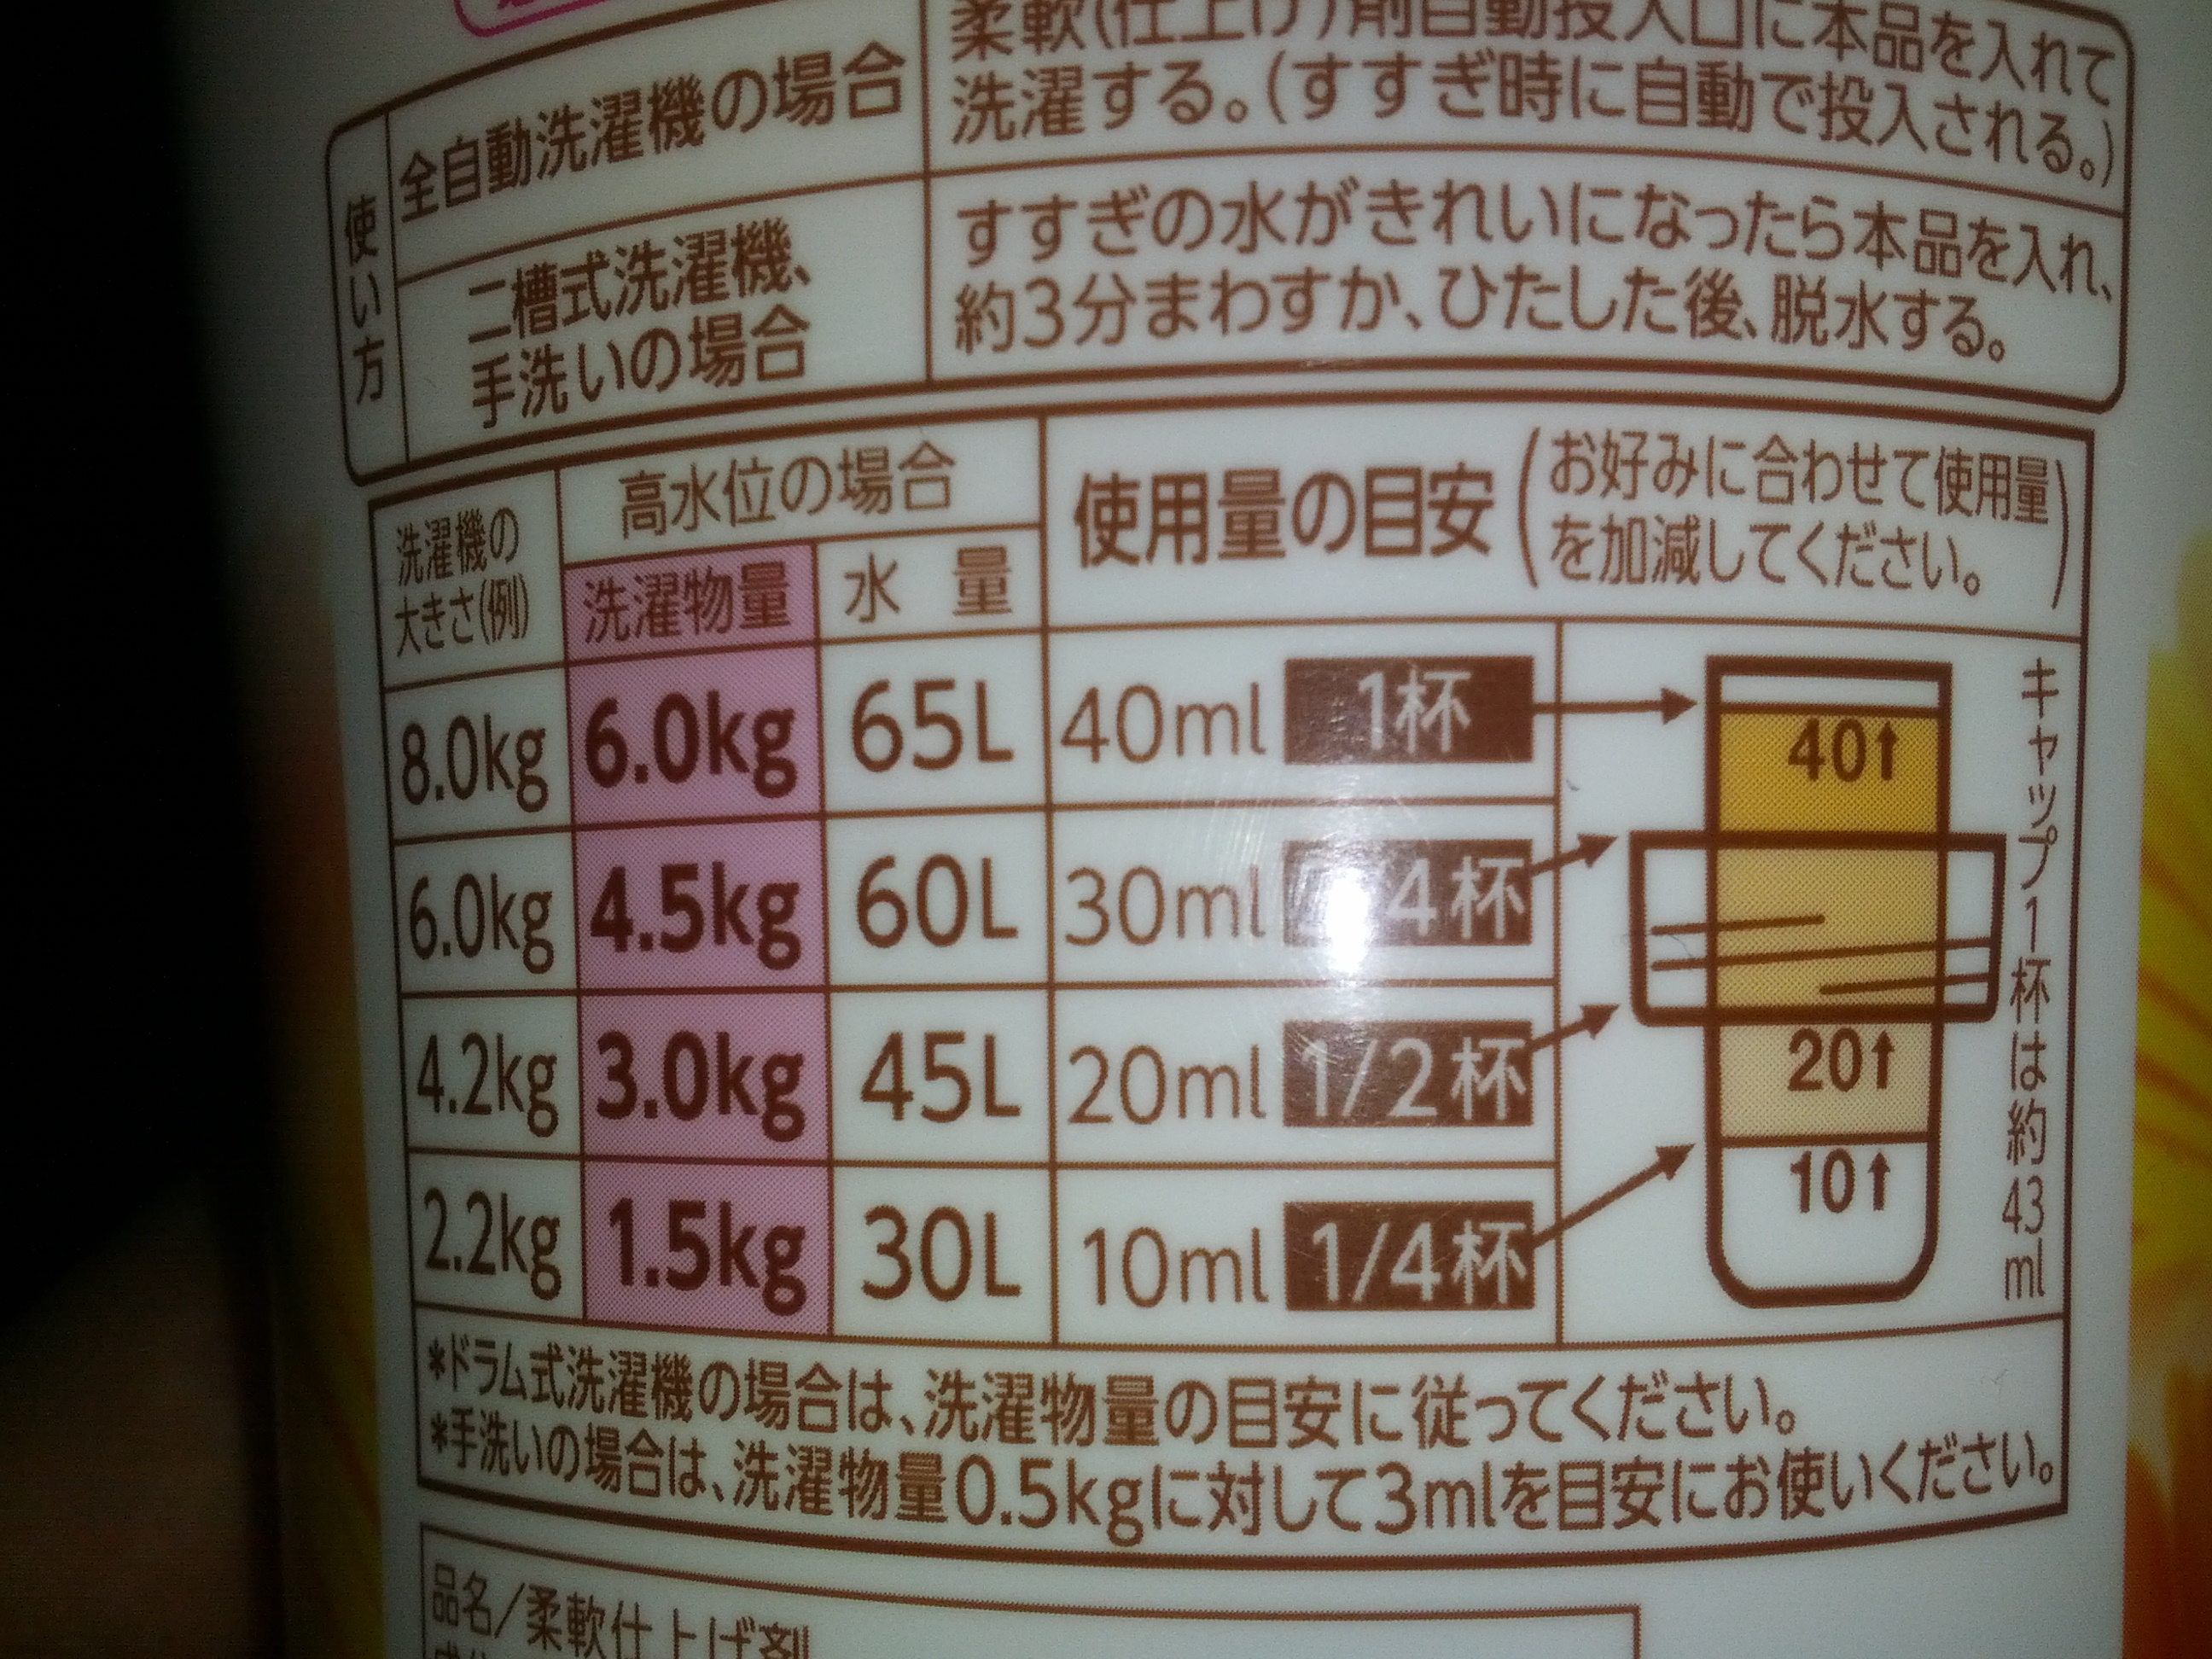 使い方
全自動洗濯機の場合
柔軟(仕上げ)剤自動投入口に本品を入れて
洗濯する。(すすぎ時に自動で投入される。)
二槽式洗濯機、
手洗いの場合
すすぎの水がきれいになったら本品を入れ、
約3分まわすか、ひたした後、脱水する。
洗濯機の
大きさ(例)
高水位の場合
洗濯物量 水量
使用量の目安
(お好みに合わせて使用量
を加減してください。)
8.0kg 6.0kg 65L 40ml 1杯
6.0kg 4.5kg 60L 30ml 4杯
4.2kg 3.0kg 45L 20ml 1/2杯
2.2kg 1.5kg 30L 10ml 1/4杯
40↑
20↑
10↑
キャップ1杯は約43ml
*ドラム式洗濯機の場合は、洗濯物量の目安に従ってください。
*手洗いの場合は、洗濯物量0.5kgに対して3mlを目安にお使いください。
品名/柔軟仕上げ剤